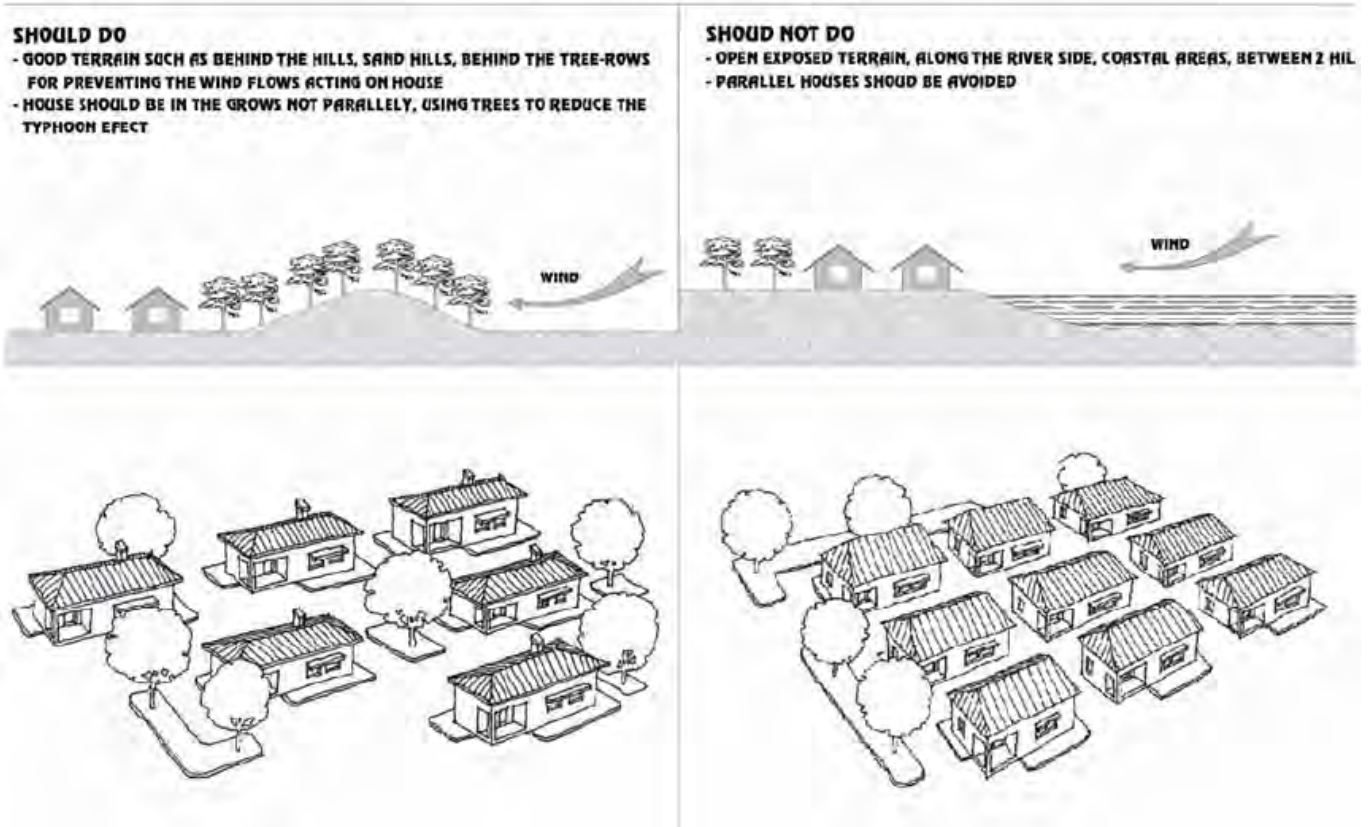 SHOULD DO
- GOOD TERRAIN SUCH AS BEHIND THE HILLS, SAND HILLS, BEHIND THE TREE-ROWS
FOR PREVENTING THE WIND FLOWS ACTING ON HOUSE
- HOUSE SHOULD BE IN THE GROWS NOT PARALLELY, USING TREES TO REDUCE THE
TYPHOON EFECT
WIND
SHOUD NOT DO
- OPEN EXPOSED TERRAIN, ALONG THE RIVER SIDE, COASTAL AREAS, BETWEEN 2 HIL
- PARALLEL HOUSES SHOUD BE AVOIDED
WIND